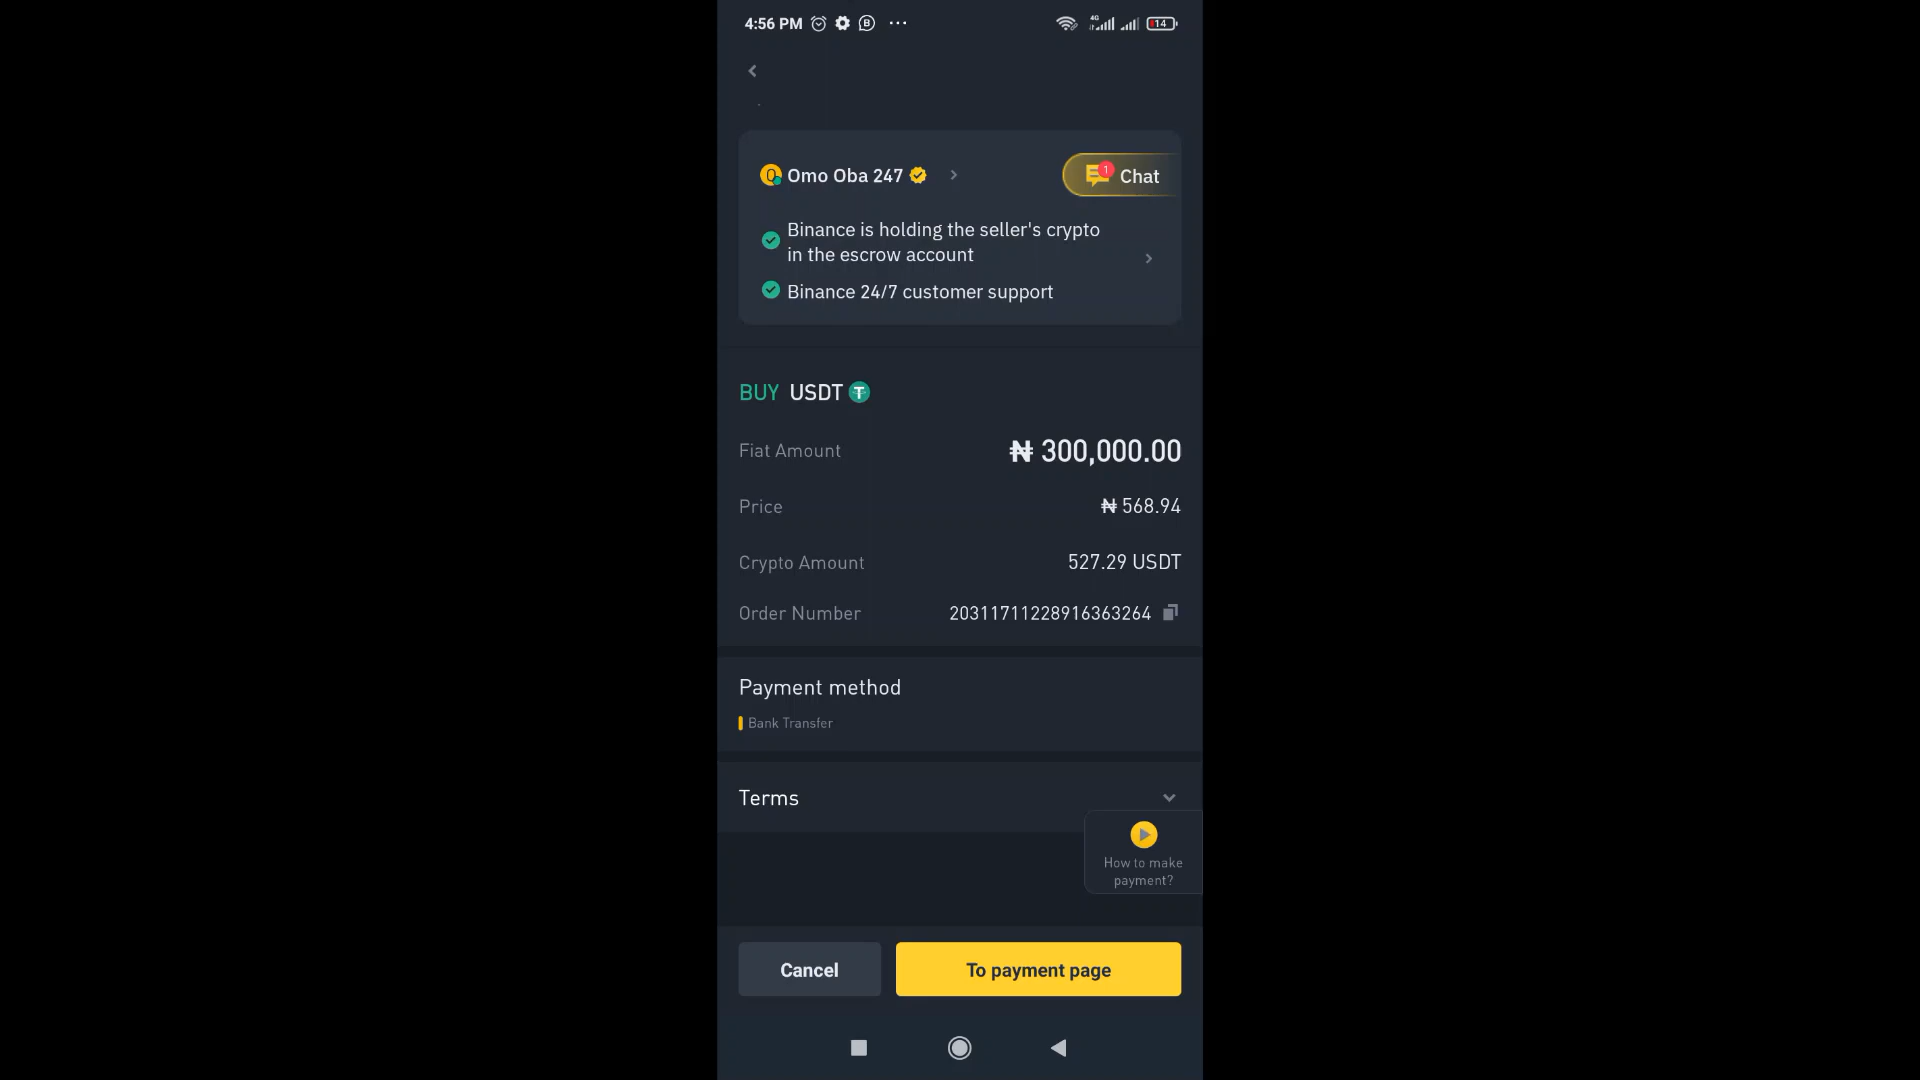 4:56 PM 14
Omo Oba 247
1 Chat
Binance is holding the seller's crypto
in the escrow account
Binance 24/7 customer support
BUY USDT
Fiat Amount ₦ 300,000.00
Price ₦ 568.94
Crypto Amount 527.29 USDT
Order Number 20311711228916363264
Payment method
Bank Transfer
Terms
How to make
payment?
Cancel To payment page